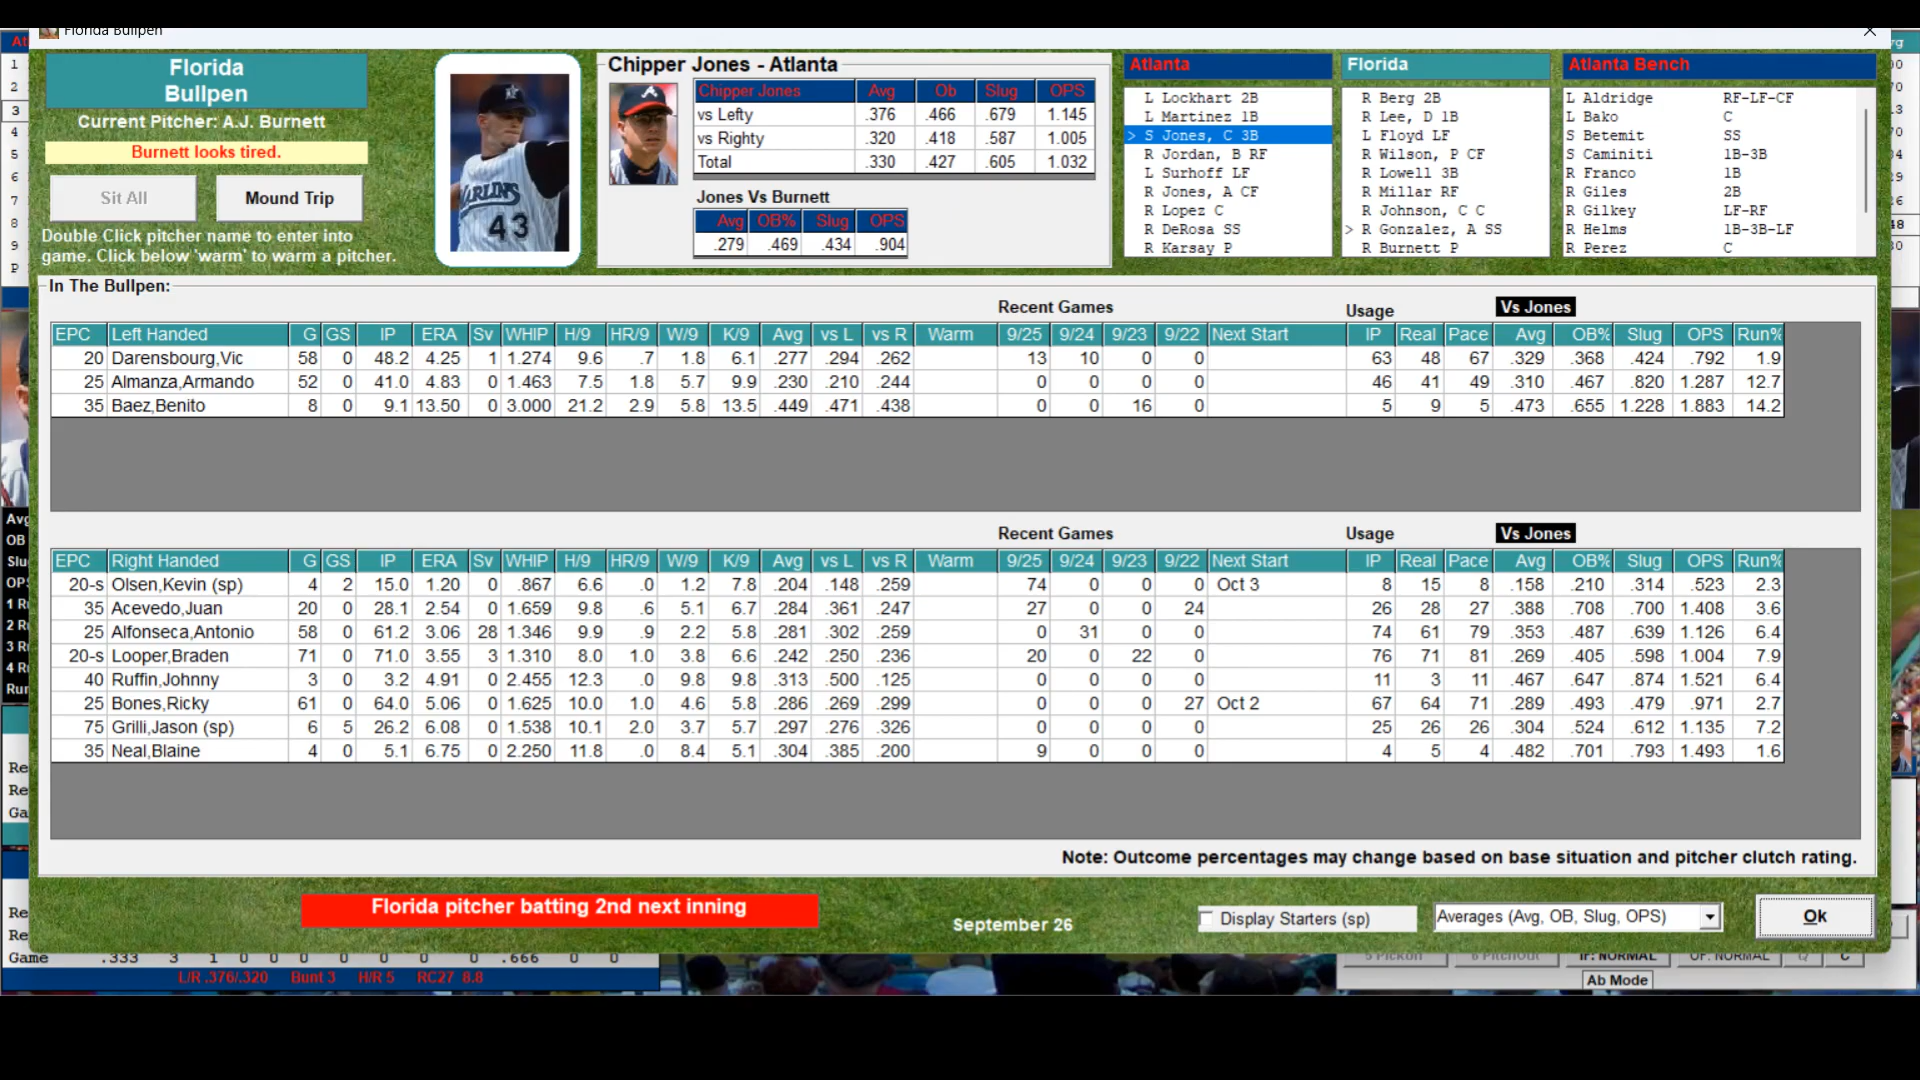 Florida Bullpen
Florida
Bullpen
Current Pitcher: A.J. Burnett
Burnett looks tired.
Sit All
Mound Trip
Double Click pitcher name to enter into
game. Click below 'warm' to warm a pitcher.
MARLINS
43
Chipper Jones - Atlanta
Chipper Jones Avg Ob Slug OPS
vs Lefty .376 .466 .679 1.145
vs Righty .320 .418 .587 1.005
Total .330 .427 .605 1.032
Jones Vs Burnett
Avg OB% Slug OPS
.279 .469 .434 .904
Atlanta
L Lockhart 2B
L Martinez 1B
> S Jones, C 3B
R Jordan, B RF
L Surhoff LF
R Jones, A CF
R Lopez C
R DeRosa SS
R Karsay P
Florida
R Berg 2B
R Lee, D 1B
L Floyd LF
R Wilson, P CF
R Lowell 3B
R Millar RF
R Johnson, C C
> R Gonzalez, A SS
R Burnett P
Atlanta Bench
L Aldridge RF-LF-CF
L Bako C
S Betemit SS
S Caminiti 1B-3B
R Franco 1B
R Giles 2B
R Gilkey LF-RF
R Helms 1B-3B-LF
R Perez C
In The Bullpen:
Recent Games Usage Vs Jones
EPC Left Handed G GS IP ERA Sv WHIP H/9 HR/9 W/9 K/9 Avg vs L vs R Warm 9/25 9/24 9/23 9/22 Next Start IP Real Pace Avg OB% Slug OPS Run%
20 Darensbourg,Vic 58 0 48.2 4.25 1 1.274 9.6 .7 1.8 6.1 .277 .294 .262 13 10 0 0 63 48 67 .329 .368 .424 .792 1.9
25 Almanza,Armando 52 0 41.0 4.83 0 1.463 7.5 1.8 5.7 9.9 .230 .210 .244 0 0 0 0 46 41 49 .310 .467 .820 1.287 12.7
35 Baez,Benito 8 0 9.1 13.50 0 3.000 21.2 2.9 5.8 13.5 .449 .471 .438 0 0 16 0 5 9 5 .473 .655 1.228 1.883 14.2
Recent Games Usage Vs Jones
EPC Right Handed G GS IP ERA Sv WHIP H/9 HR/9 W/9 K/9 Avg vs L vs R Warm 9/25 9/24 9/23 9/22 Next Start IP Real Pace Avg OB% Slug OPS Run%
20-s Olsen,Kevin (sp) 4 2 15.0 1.20 0 .867 6.6 .0 1.2 7.8 .204 .148 .259 74 0 0 0 Oct 3 8 15 8 .158 .210 .314 .523 2.3
35 Acevedo,Juan 20 0 28.1 2.54 0 1.659 9.8 .6 5.1 6.7 .284 .361 .247 27 0 0 24 26 28 27 .388 .708 .700 1.408 3.6
25 Alfonseca,Antonio 58 0 61.2 3.06 28 1.346 9.9 .9 2.2 5.8 .281 .302 .259 0 31 0 0 74 61 79 .353 .487 .639 1.126 6.4
20-s Looper,Braden 71 0 71.0 3.55 3 1.310 8.0 1.0 3.8 6.6 .242 .250 .236 20 0 22 0 76 71 81 .269 .405 .598 1.004 7.9
40 Ruffin,Johnny 3 0 3.2 4.91 0 2.455 12.3 .0 9.8 9.8 .313 .500 .125 0 0 0 0 11 3 11 .467 .647 .874 1.521 6.4
25 Bones,Ricky 61 0 64.0 5.06 0 1.625 10.0 1.0 4.6 5.8 .286 .269 .299 0 0 0 27 Oct 2 67 64 71 .289 .493 .479 .971 2.7
75 Grilli,Jason (sp) 6 5 26.2 6.08 0 1.538 10.1 2.0 3.7 5.7 .297 .276 .326 0 0 0 0 25 26 26 .304 .524 .612 1.135 7.2
35 Neal,Blaine 4 0 5.1 6.75 0 2.250 11.8 .0 8.4 5.1 .304 .385 .200 9 0 0 0 4 5 4 .482 .701 .793 1.493 1.6
Note: Outcome percentages may change based on base situation and pitcher clutch rating.
Florida pitcher batting 2nd next inning
September 26
Display Starters (sp)
Averages (Avg, OB, Slug, OPS)
Ok
Game .333 3 1 0 0 0 0 0 0 .666 0 0
L/R .376/.320 Bunt 3 H/R 5 RC27 8.8
5 Pickoff 6 PitchOut IF: NORMAL OF: NORMAL Q C
Ab Mode